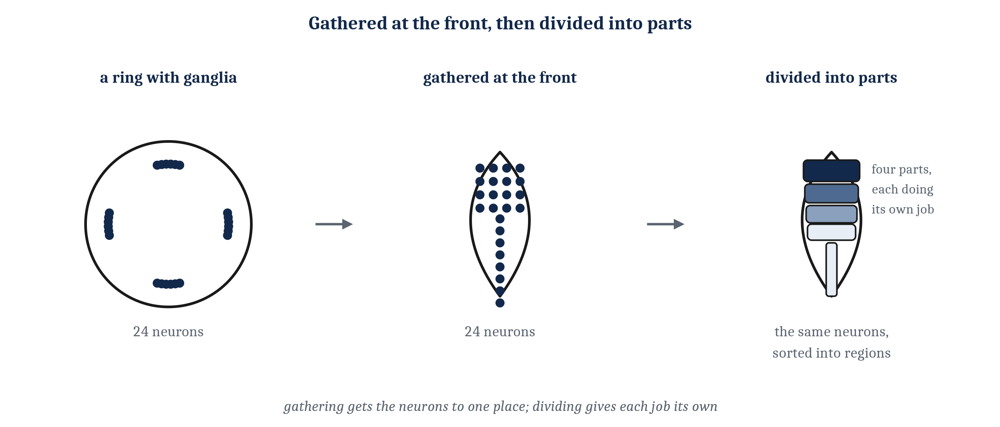 Gathered at the front, then divided into parts
a ring with ganglia
gathered at the front
divided into parts
four parts,
each doing
its own job
24 neurons
24 neurons
the same neurons,
sorted into regions
gathering gets the neurons to one place; dividing gives each job its own